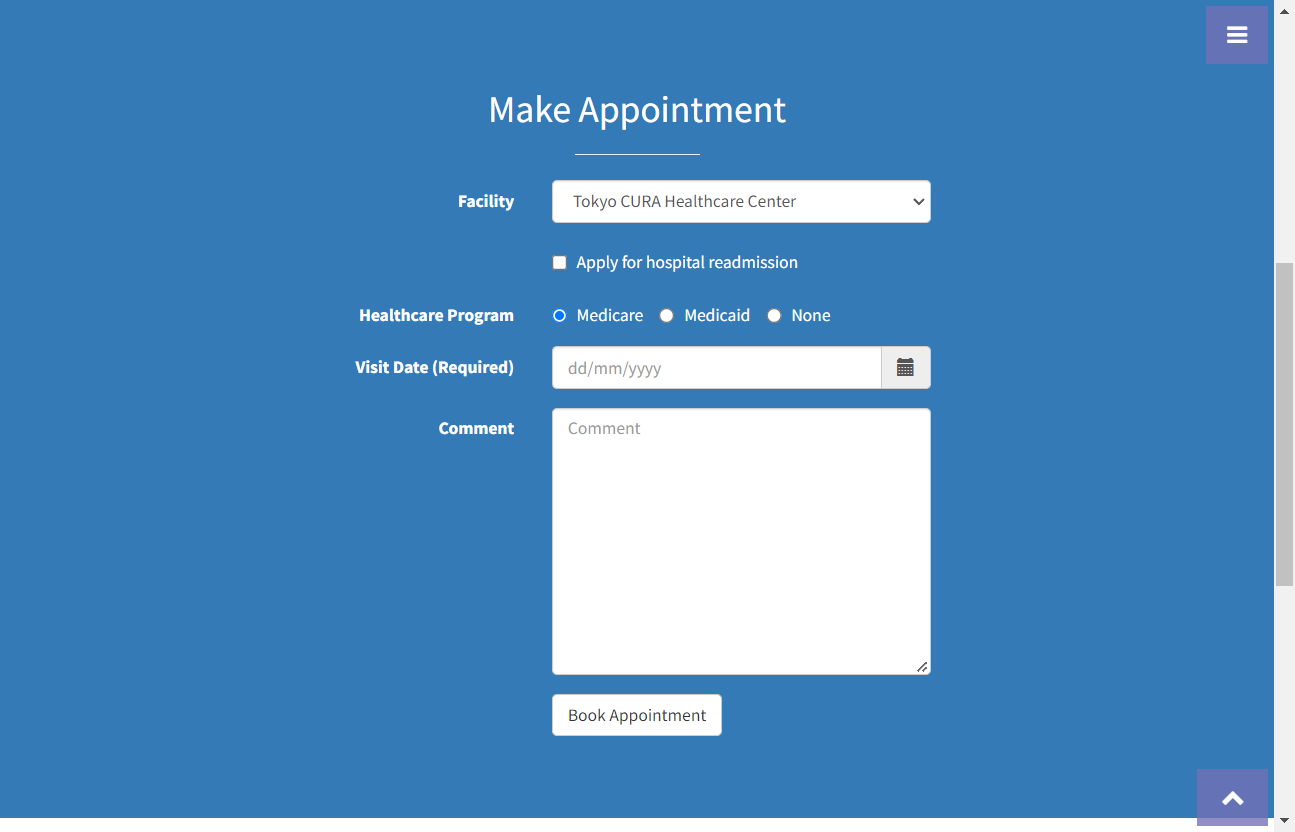 Make Appointment
Facility
Tokyo CURA Healthcare Center
Apply for hospital readmission
Healthcare Program
Medicare Medicaid None
Visit Date (Required)
dd/mm/yyyy
Comment
Comment
Book Appointment